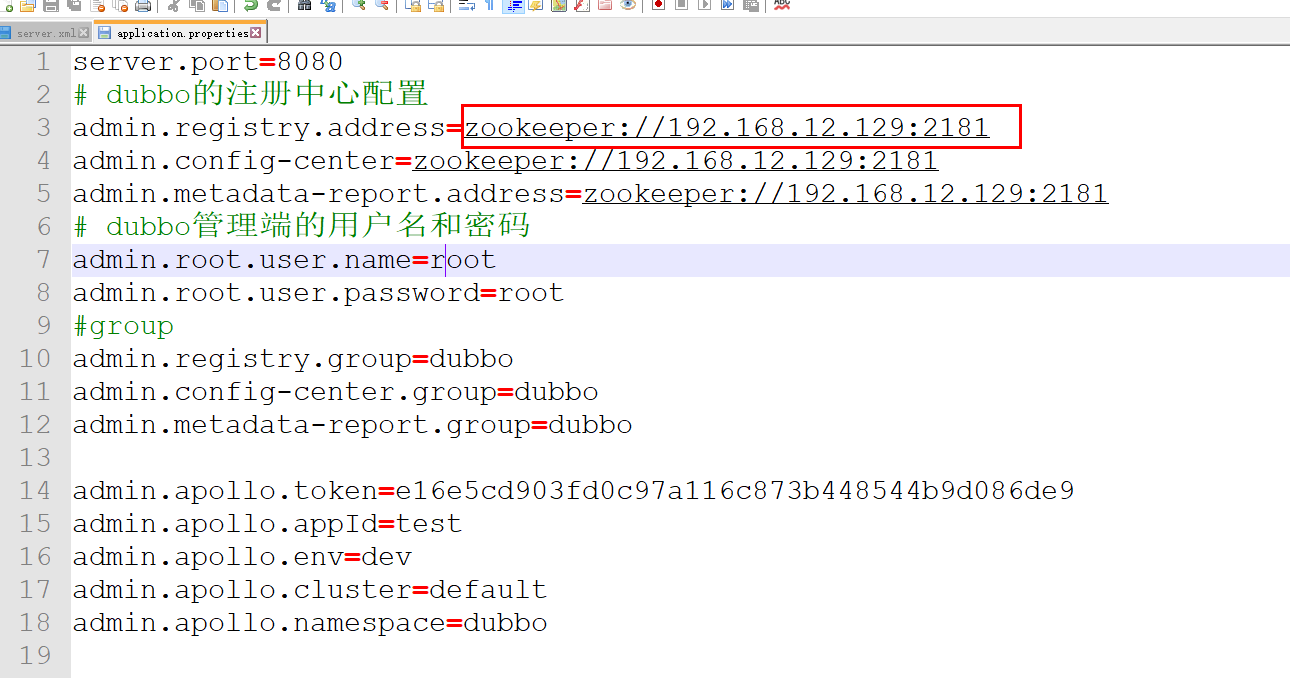 server.xml
application.properties
1 server.port=8080
2 # dubbo的注册中心配置
3 admin.registry.address=zookeeper://192.168.12.129:2181
4 admin.config-center=zookeeper://192.168.12.129:2181
5 admin.metadata-report.address=zookeeper://192.168.12.129:2181
6 # dubbo管理端的用户名和密码
7 admin.root.user.name=root
8 admin.root.user.password=root
9 #group
10 admin.registry.group=dubbo
11 admin.config-center.group=dubbo
12 admin.metadata-report.group=dubbo
13
14 admin.apollo.token=e16e5cd903fd0c97a116c873b448544b9d086de9
15 admin.apollo.appId=test
16 admin.apollo.env=dev
17 admin.apollo.cluster=default
18 admin.apollo.namespace=dubbo
19